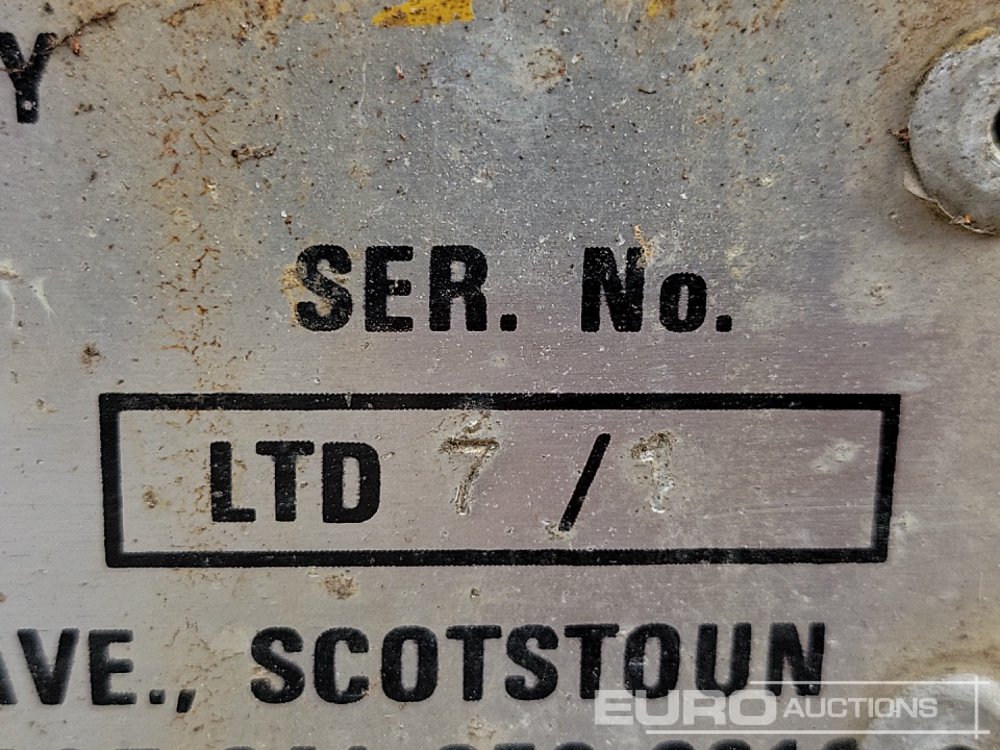 Y
SER. No.
LTD 7 / 1
AVE., SCOTSTOUN
EURO AUCTIONS